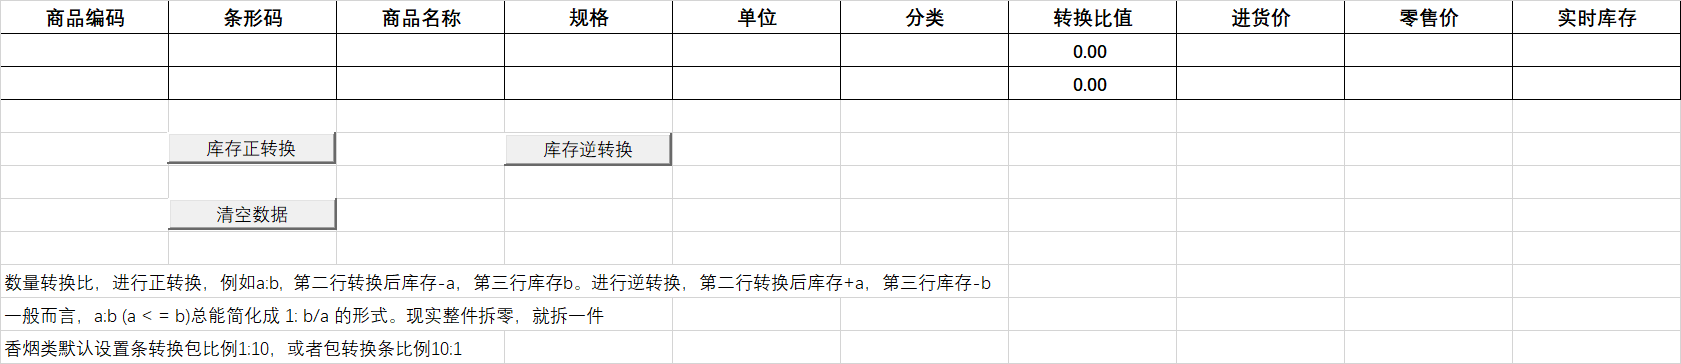 商品编码 条形码 商品名称 规格 单位 分类 转换比值 进货价 零售价 实时库存
0.00
0.00
库存正转换 库存逆转换
清空数据
数量转换比，进行正转换，例如a:b, 第二行转换后库存-a，第三行库存b。进行逆转换，第二行转换后库存+a，第三行库存-b
一般而言，a:b (a < = b)总能简化成 1: b/a 的形式。现实整件拆零，就拆一件
香烟类默认设置条转换包比例1:10，或者包转换条比例10:1